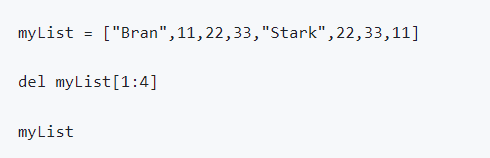 myList = ["Bran",11,22,33,"Stark",22,33,11]
del myList[1:4]
myList